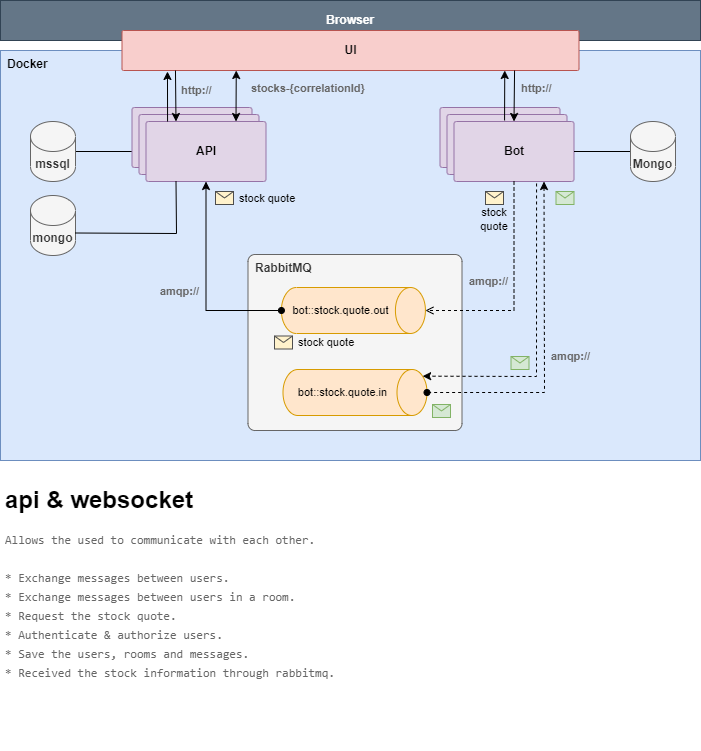 Browser
UI
Docker
http://
stocks-{correlationId}
http://
mssql
API
Bot
Mongo
mongo
stock quote
stock
quote
RabbitMQ
amqp://
amqp://
bot::stock.quote.out
stock quote
amqp://
bot::stock.quote.in
api & websocket
Allows the used to communicate with each other.
* Exchange messages between users.
* Exchange messages between users in a room.
* Request the stock quote.
* Authenticate & authorize users.
* Save the users, rooms and messages.
* Received the stock information through rabbitmq.